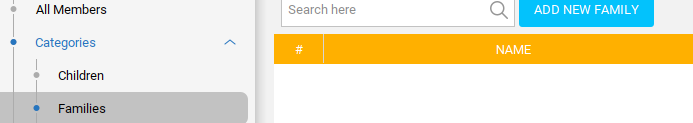 All Members
Categories
Children
Families
Search here
ADD NEW FAMILY
# NAME